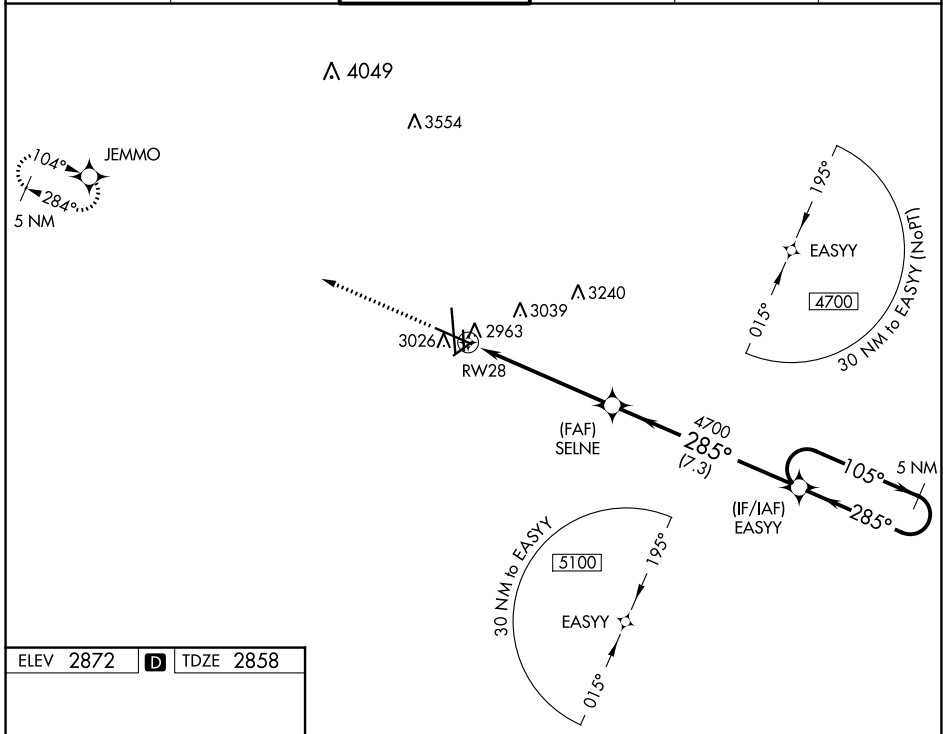 4049
3554
JEMMO
104°
284°
5 NM
195°
EASYY
4700
015°
30 NM to EASYY (NoPT)
3240
3039
2963
3026
RW28
(FAF)
SELNE
4700
285°
(7.3)
105°
5 NM
285°
(IF/IAF)
EASYY
30 NM to EASYY
5100
195°
EASYY
015°
ELEV 2872 D TDZE 2858